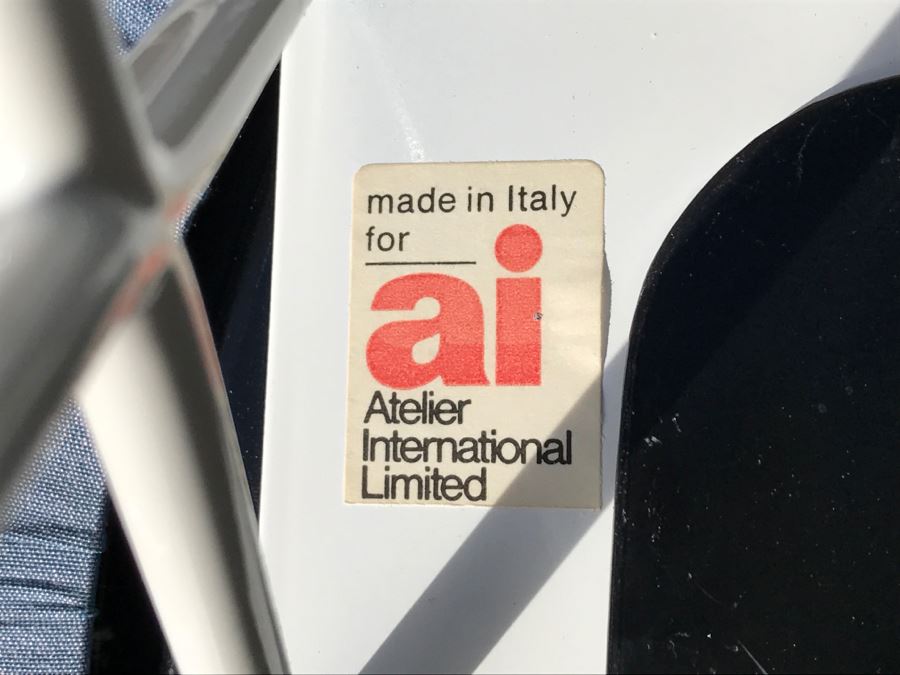 made in Italy
for
ai
Atelier
International
Limited